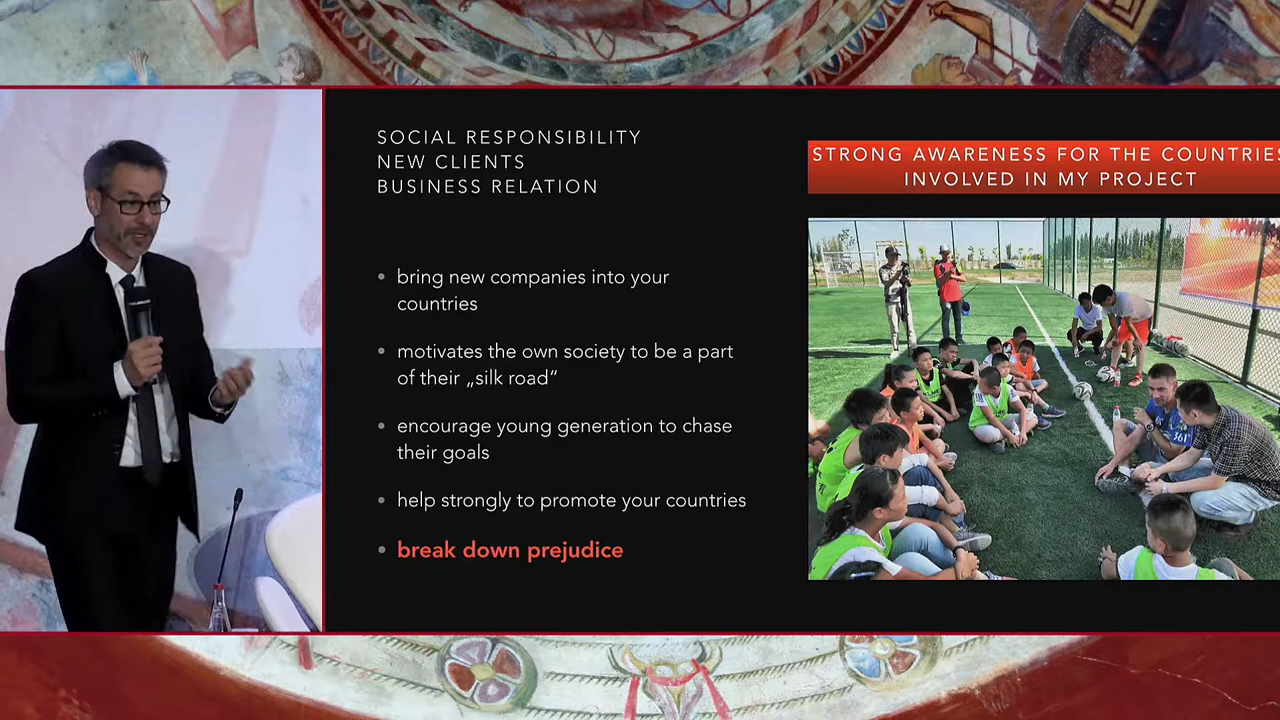 SOCIAL RESPONSIBILITY
NEW CLIENTS
BUSINESS RELATION
STRONG AWARENESS FOR THE COUNTRIES
INVOLVED IN MY PROJECT
• bring new companies into your
countries
• motivates the own society to be a part
of their „silk road“
• encourage young generation to chase
their goals
• help strongly to promote your countries
• break down prejudice
361°